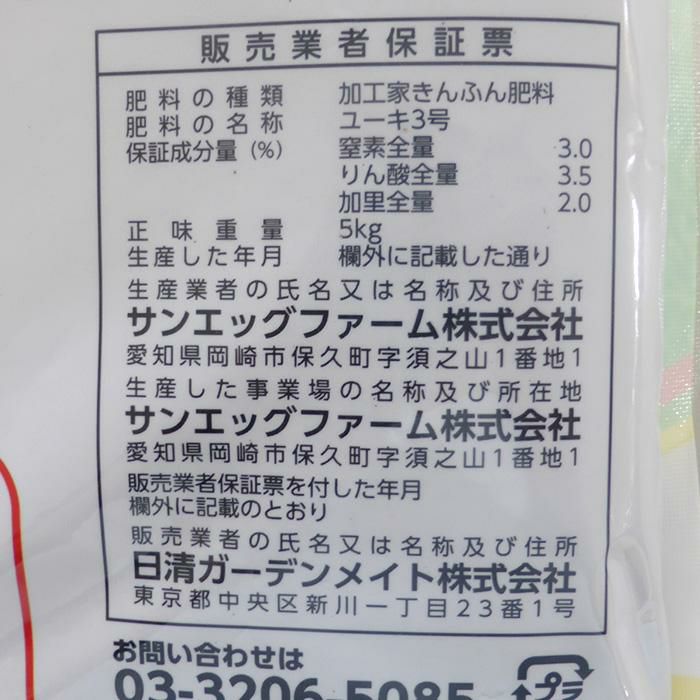 販売業者保証票
肥料の種類 加工家きんふん肥料
肥料の名称 ユーキ3号
保証成分量(%) 窒素全量 3.0
りん酸全量 3.5
加里全量 2.0
正味重量 5kg
生産した年月 欄外に記載した通り
生産業者の氏名又は名称及び住所
サンエッグファーム株式会社
愛知県岡崎市保久町字須之山1番地1
生産した事業場の名称及び所在地
サンエッグファーム株式会社
愛知県岡崎市保久町字須之山1番地1
販売業者保証票を付した年月
欄外に記載のとおり
販売業者の氏名又は名称及び住所
日清ガーデンメイト株式会社
東京都中央区新川一丁目23番1号
お問い合わせは
03-3206-5085
プラ